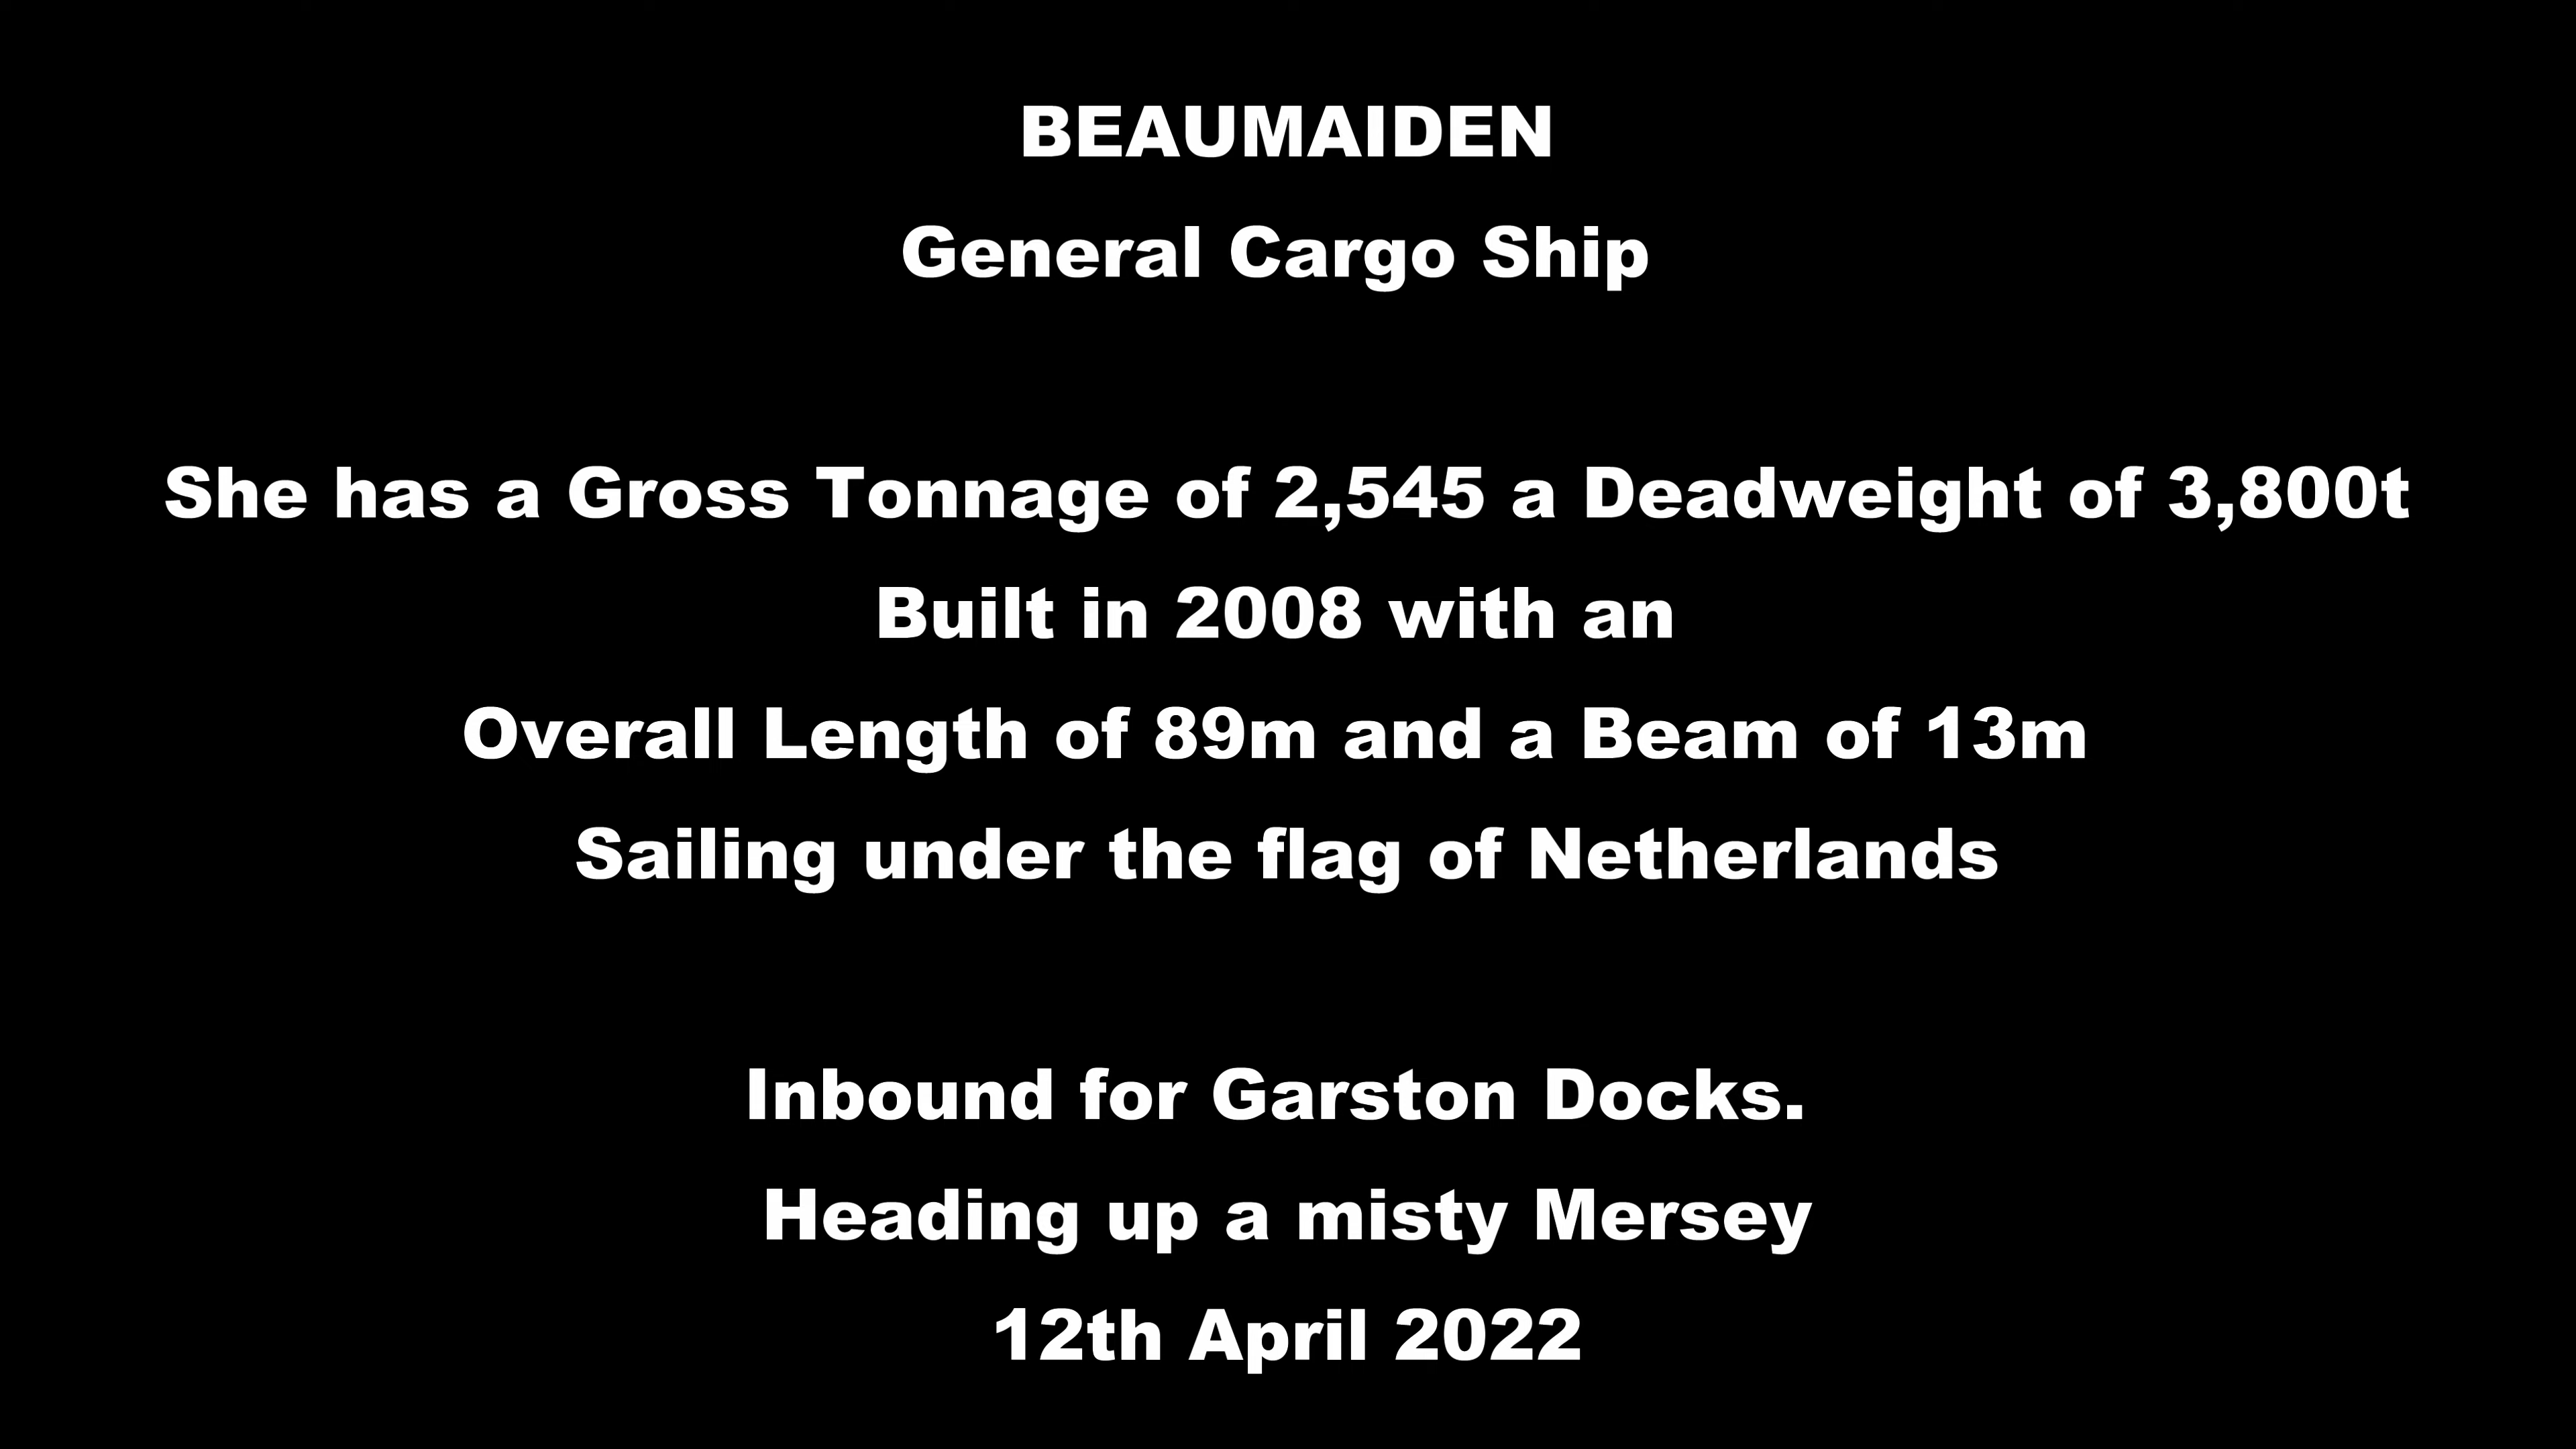 BEAUMAIDEN
General Cargo Ship
She has a Gross Tonnage of 2,545 a Deadweight of 3,800t
Built in 2008 with an
Overall Length of 89m and a Beam of 13m
Sailing under the flag of Netherlands
Inbound for Garston Docks.
Heading up a misty Mersey
12th April 2022